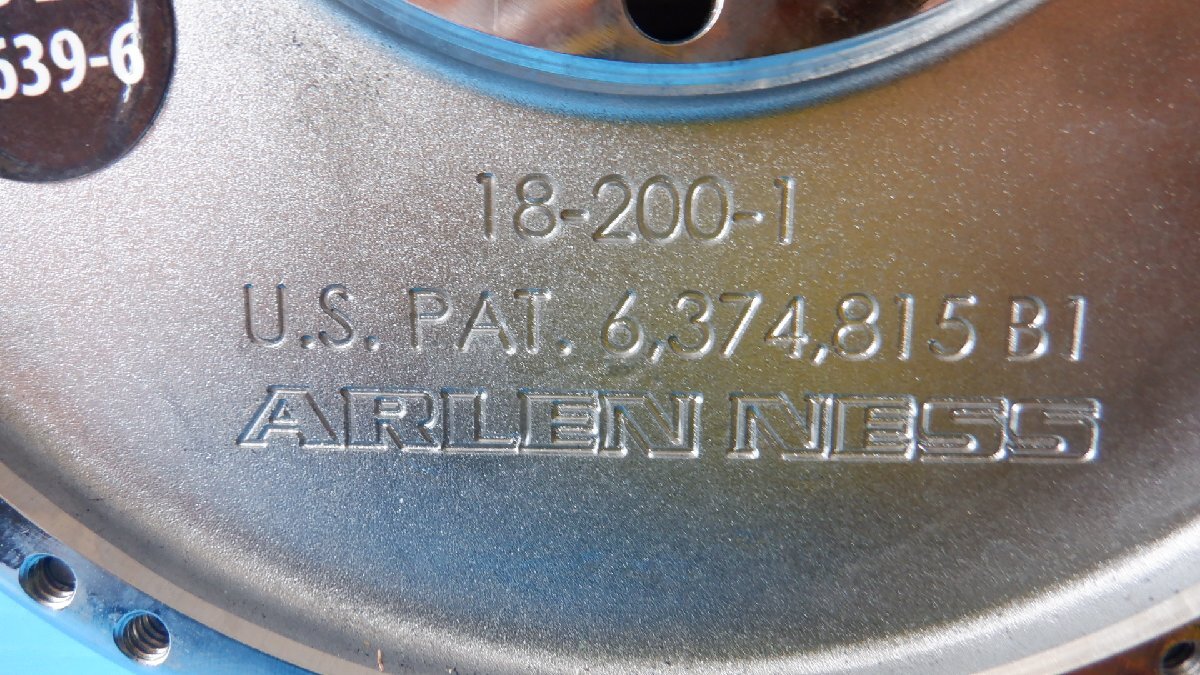 639-6
18-200-1
U.S. PAT. 6,374,815 B1
ARLEN NESS